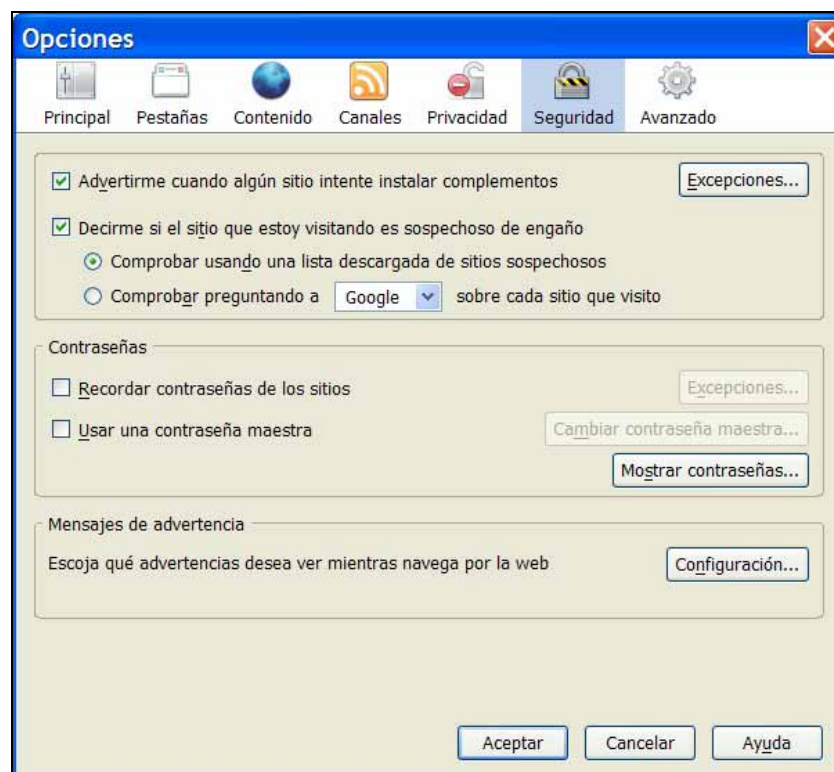 Opciones
Principal Pestañas Contenido Canales Privacidad Seguridad Avanzado
Advertirme cuando algún sitio intente instalar complementos Excepciones...
Decirme si el sitio que estoy visitando es sospechoso de engaño
Comprobar usando una lista descargada de sitios sospechosos
Comprobar preguntando a Google sobre cada sitio que visito
Contraseñas
Recordar contraseñas de los sitios Excepciones...
Usar una contraseña maestra Cambiar contraseña maestra...
Mostrar contraseñas...
Mensajes de advertencia
Escoja qué advertencias desea ver mientras navega por la web Configuración...
Aceptar Cancelar Ayuda